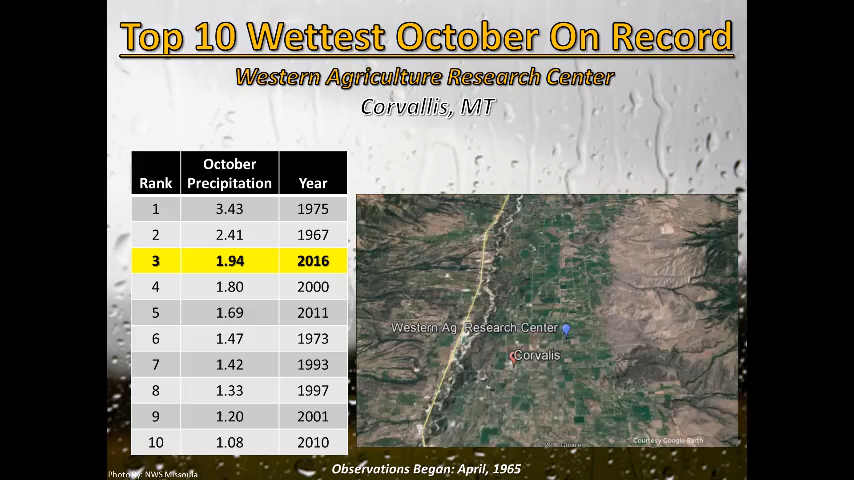 Top 10 Wettest October On Record
Western Agriculture Research Center
Corvallis, MT
Rank October Precipitation Year
1 3.43 1975
2 2.41 1967
3 1.94 2016
4 1.80 2000
5 1.69 2011
6 1.47 1973
7 1.42 1993
8 1.33 1997
9 1.20 2001
10 1.08 2010
Western Ag. Research Center
Corvalis
Courtesy Google Earth
Photo By: NWS Missoula
Observations Began: April, 1965